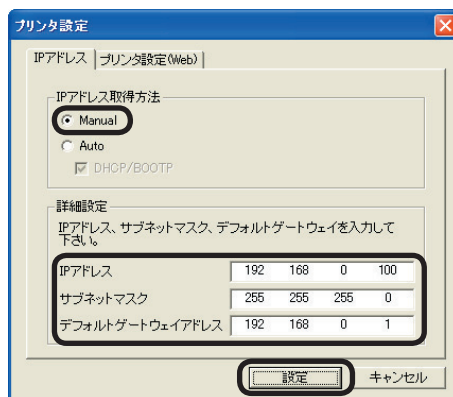 プリンタ設定
IPアドレス プリンタ設定(Web)
IPアドレス取得方法
Manual
Auto
DHCP/BOOTP
詳細設定
IPアドレス、サブネットマスク、デフォルトゲートウェイを入力して
下さい。
IPアドレス 192 168 0 100
サブネットマスク 255 255 255 0
デフォルトゲートウェイアドレス 192 168 0 1
設定 キャンセル